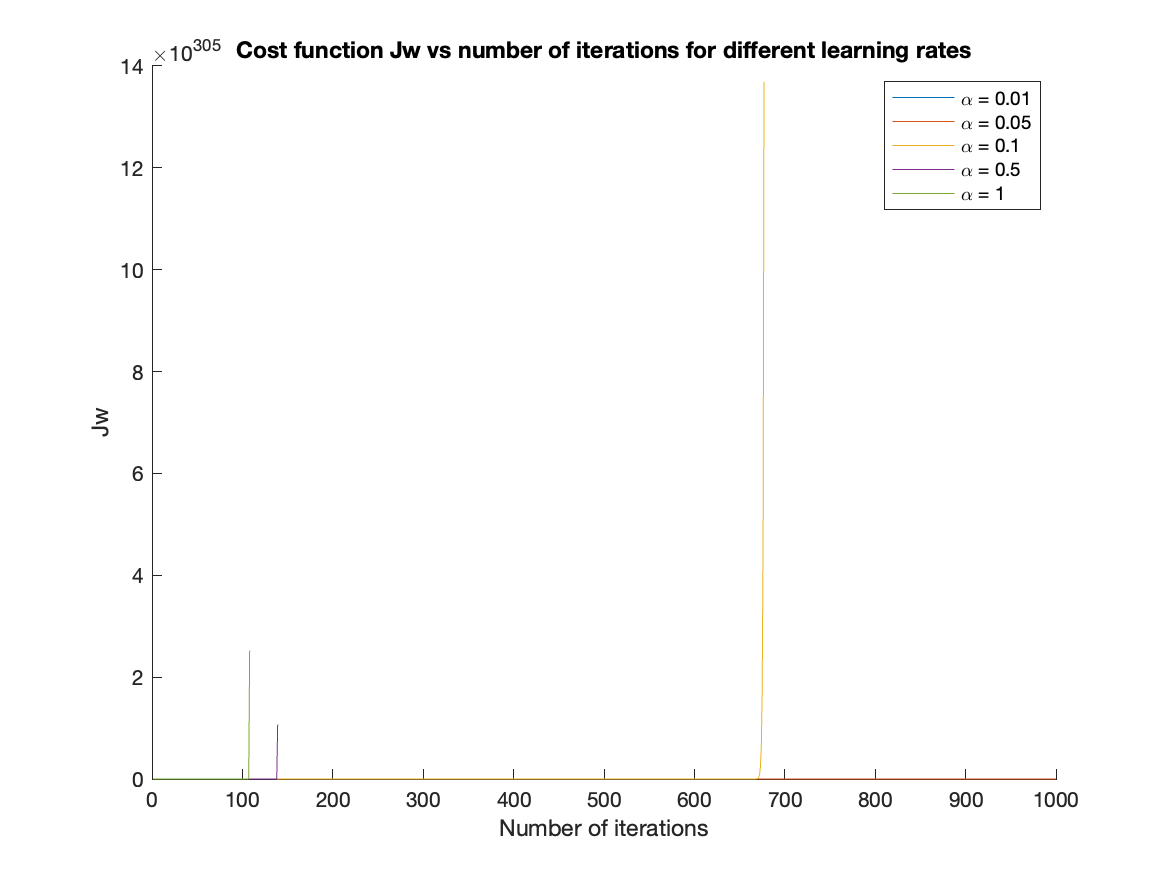 ×10^305 Cost function Jw vs number of iterations for different learning rates
14
12
10
8
6
4
2
0
Jw
α = 0.01
α = 0.05
α = 0.1
α = 0.5
α = 1
0 100 200 300 400 500 600 700 800 900 1000
Number of iterations